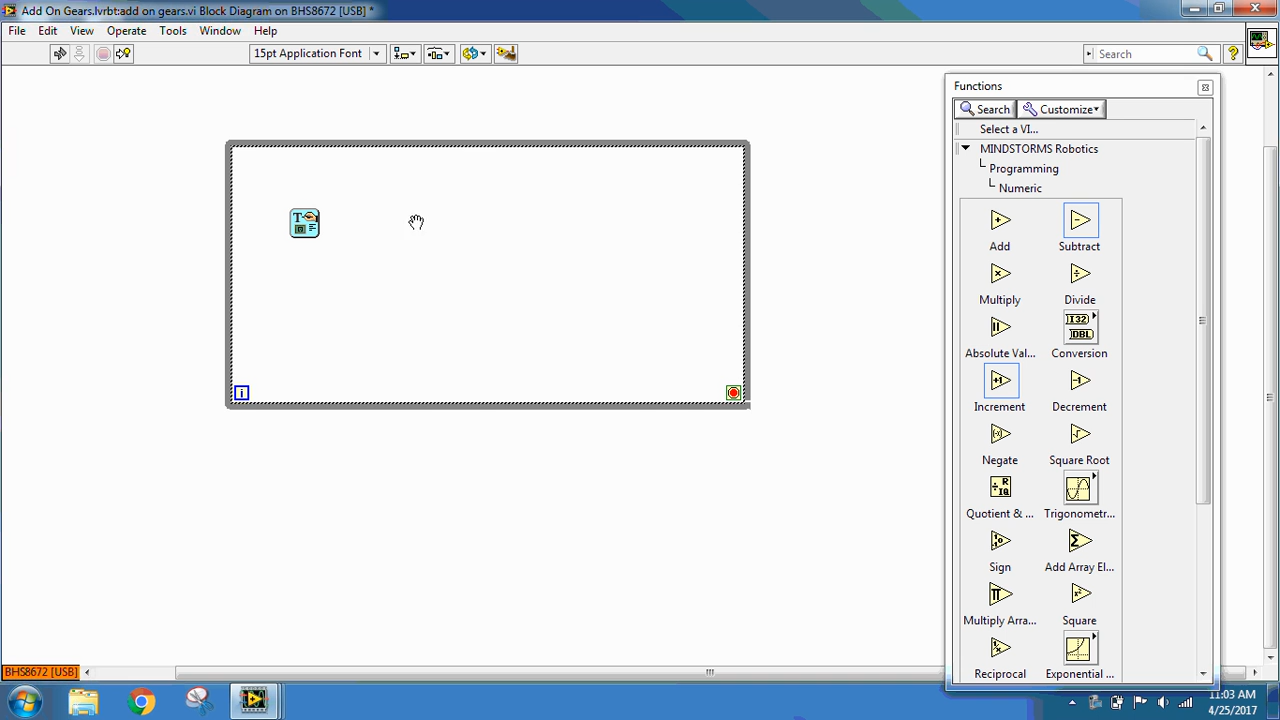 Add On Gears.lvrbt:add on gears.vi Block Diagram on BHS8672 [USB] *
File Edit View Operate Tools Window Help
15pt Application Font
Search
?
Functions
Search Customize
Select a VI...
MINDSTORMS Robotics
Programming
Numeric
Add Subtract
Multiply Divide
I32
DBL
Absolute Val... Conversion
+1 -1
Increment Decrement
Negate Square Root
R
IQ
Quotient & ... Trigonometr...
Sign Add Array El...
Multiply Arra... Square
Reciprocal Exponential ...
T
i
BHS8672 [USB]
11:03 AM
4/25/2017